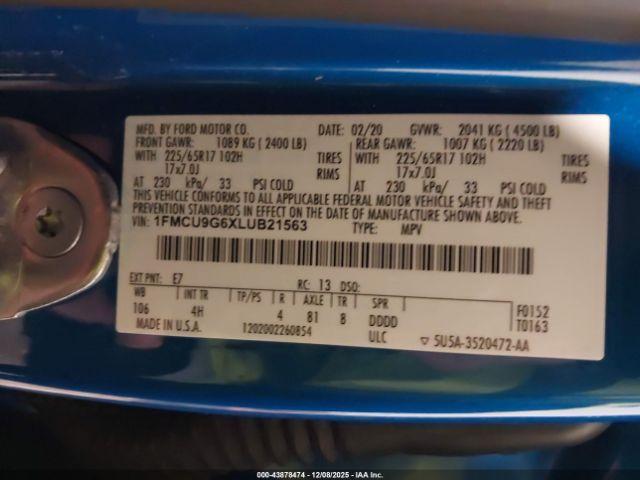 MFD. BY FORD MOTOR CO. DATE: 02/20 GVWR: 2041 KG ( 4500 LB)
FRONT GAWR: 1089 KG ( 2400 LB) REAR GAWR: 1007 KG ( 2220 LB)
WITH 225/65R17 102H TIRES WITH 225/65R17 102H TIRES
17x7.0J RIMS 17x7.0J RIMS
AT 230 kPa/ 33 PSI COLD AT 230 kPa/ 33 PSI COLD
THIS VEHICLE CONFORMS TO ALL APPLICABLE FEDERAL MOTOR VEHICLE SAFETY AND THEFT
PREVENTION STANDARDS IN EFFECT ON THE DATE OF MANUFACTURE SHOWN ABOVE.
VIN: 1FMCU9G6XLUB21563 TYPE: MPV
EXT PNT: E7 RC: 13 DSO:
WB INT TR TP/PS R AXLE TR SPR F0152
106 4H 4 81 8 DDDD T0163
MADE IN U.S.A. 1202002260854 ULC ▽ 5U5A-3520472-AA
000-43878474 - 12/08/2025 - IAA Inc.